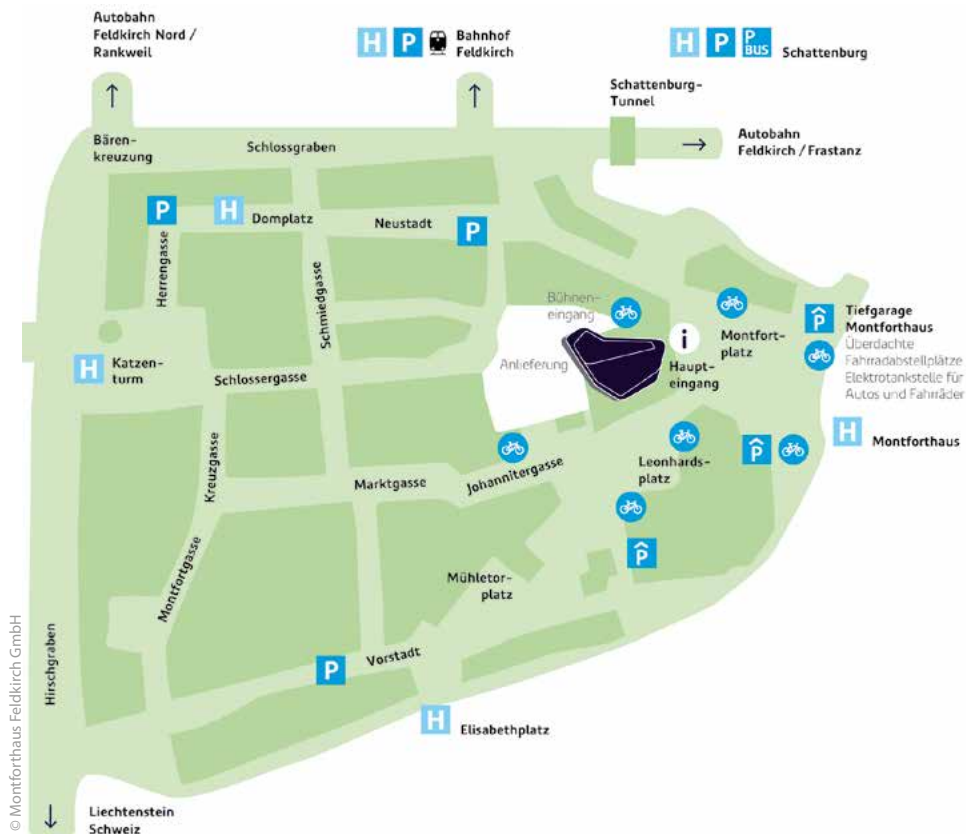 Autobahn
Feldkirch Nord /
Rankweil
H P Bahnhof
Feldkirch
H P P BUS Schattenburg
Schattenburg-
Tunnel
Bären-
kreuzung
Schlossgraben
Autobahn
Feldkirch / Frastanz
P
H
Domplatz
Neustadt
P
Herrengasse
Schmiedgasse
Bühnen-
eingang
i
Montfort-
platz
P Tiefgarage
Montforthaus
Überdachte
Fahrradabstellplätze
Elektrotankstelle für
Autos und Fahrräder
H Katzen-
turm
Schlossergasse
Anlieferung
Haupt-
eingang
H Montforthaus
Kreuzgasse
Marktgasse
Johannitergasse
Leonhards-
platz
P
P
Montfortgasse
Mühletor-
platz
Hirschgraben
P
Vorstadt
H Elisabethplatz
Liechtenstein
Schweiz
© Montforthaus Feldkirch GmbH